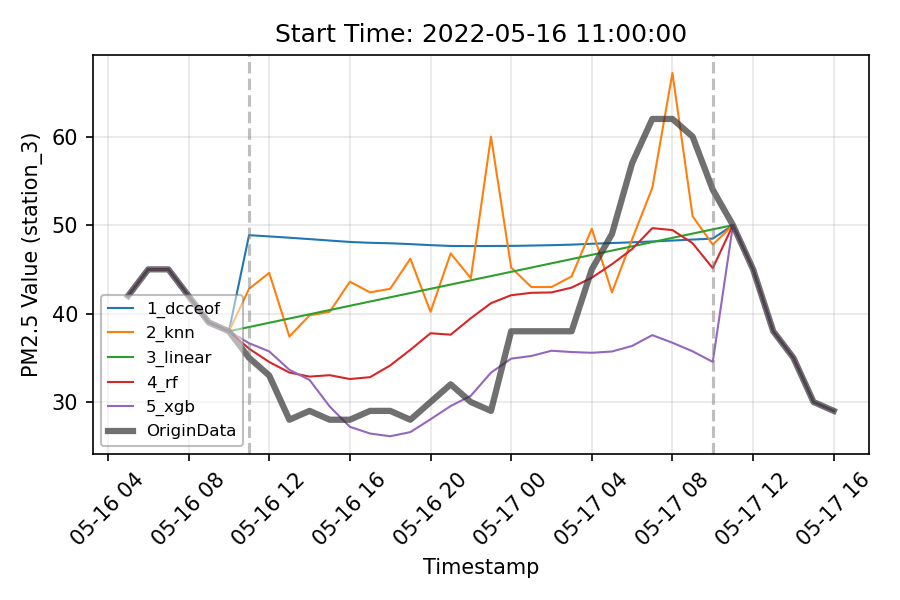 Start Time: 2022-05-16 11:00:00
PM2.5 Value (station_3)
60
50
40
30
1_dcceof
2_knn
3_linear
4_rf
5_xgb
OriginData
05-16 04
05-16 08
05-16 12
05-16 16
05-16 20
05-17 00
05-17 04
05-17 08
05-17 12
05-17 16
Timestamp